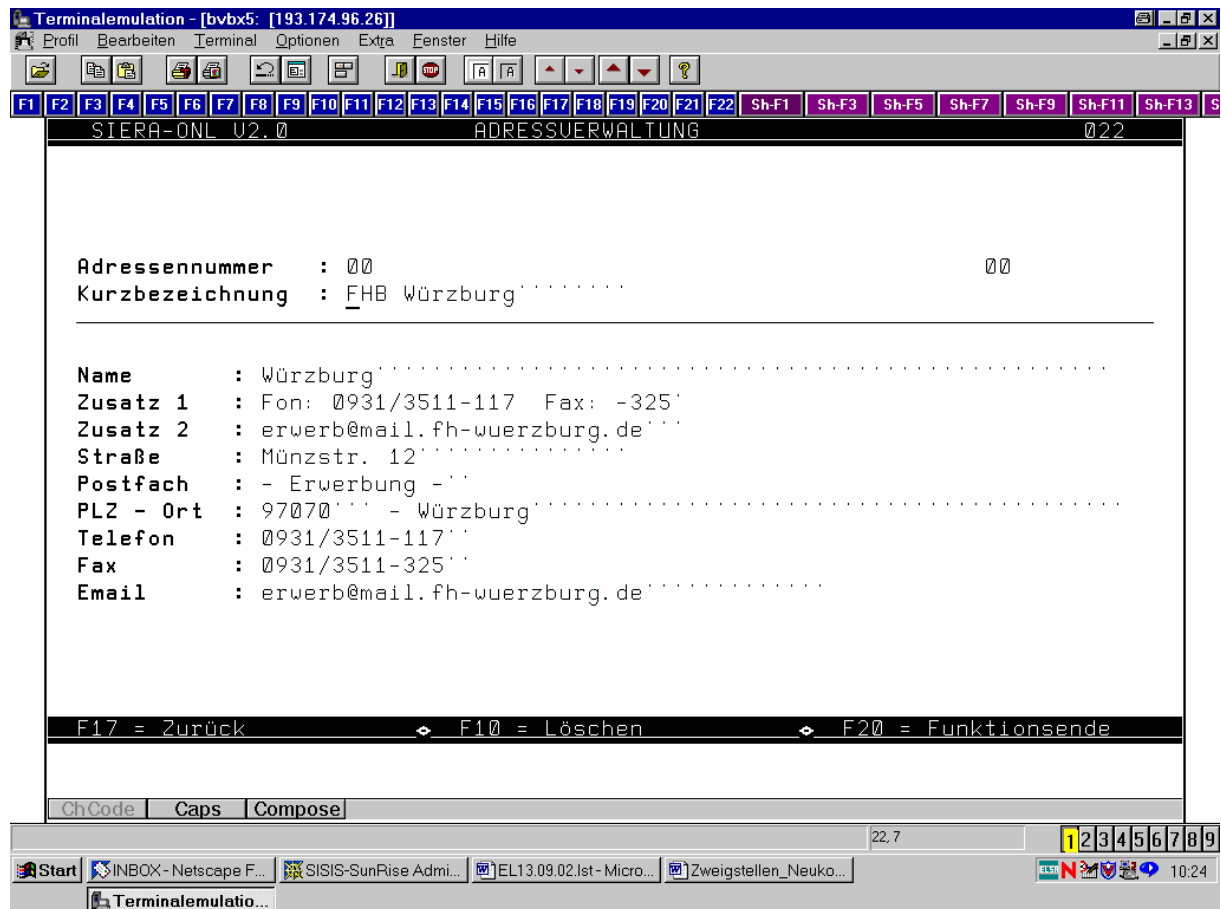 Terminalemulation - [bvbx5: [193.174.96.26]]
Profil Bearbeiten Terminal Optionen Extra Fenster Hilfe
STOP A A ?
F1 F2 F3 F4 F5 F6 F7 F8 F9 F10 F11 F12 F13 F14 F15 F16 F17 F18 F19 F20 F21 F22 Sh-F1 Sh-F3 Sh-F5 Sh-F7 Sh-F9 Sh-F11 Sh-F13 S
SIERA-ONL V2.0 ADRESSVERWALTUNG 022
Adressennummer : 00 00
Kurzbezeichnung : FHB Würzburg
Name : Würzburg
Zusatz 1 : Fon: 0931/3511-117 Fax: -325
Zusatz 2 : erwerb@mail.fh-wuerzburg.de
Straße : Münzstr. 12
Postfach : - Erwerbung -
PLZ - Ort : 97070 - Würzburg
Telefon : 0931/3511-117
Fax : 0931/3511-325
Email : erwerb@mail.fh-wuerzburg.de
F17 = Zurück F10 = Löschen F20 = Funktionsende
ChCode Caps Compose
22, 7 1 2 3 4 5 6 7 8 9
Start INBOX - Netscape F... SISIS-SunRise Admi... EL13.09.02.lst - Micro... Zweigstellen_Neuko... ELSA N 10:24
Terminalemulatio...